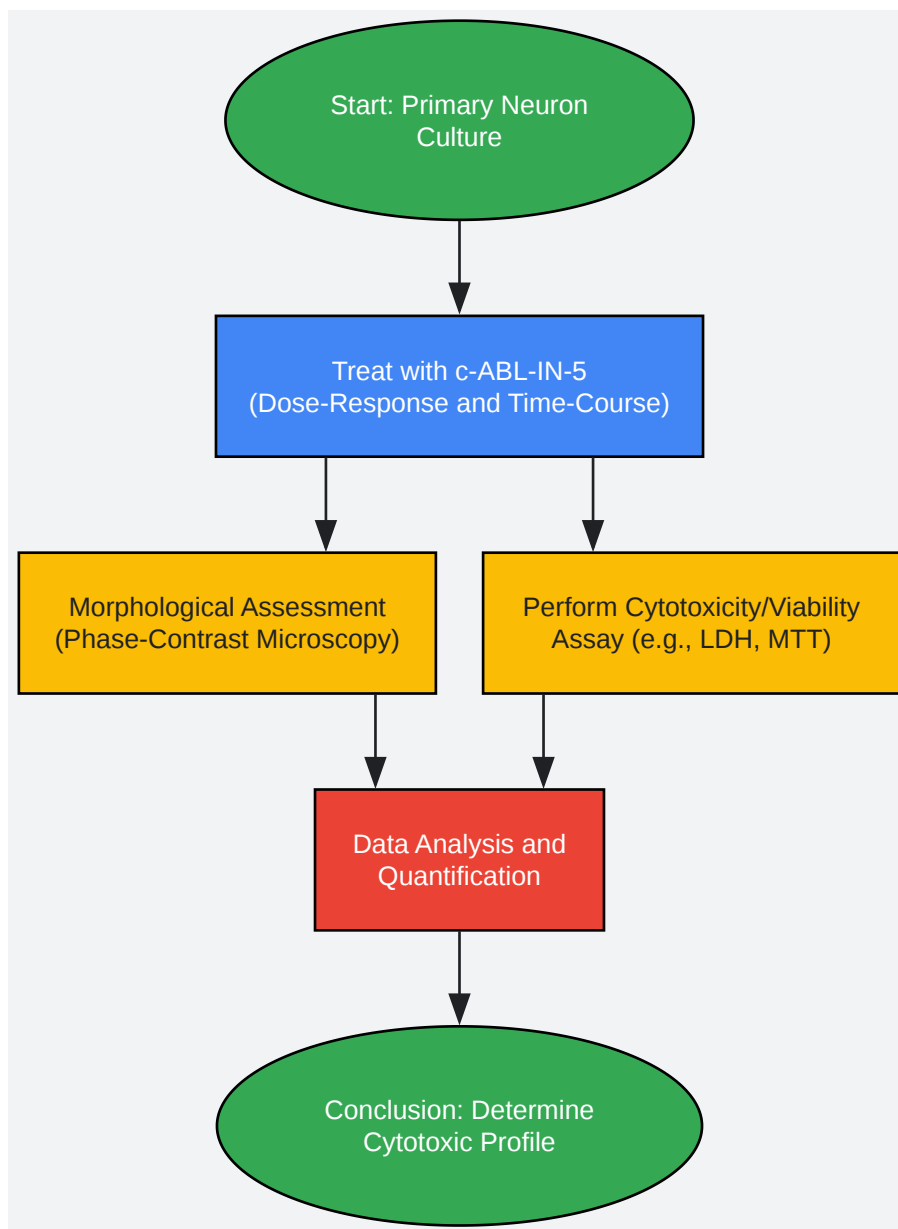 Start: Primary Neuron
Culture
Treat with c-ABL-IN-5
(Dose-Response and Time-Course)
Morphological Assessment
(Phase-Contrast Microscopy)
Perform Cytotoxicity/Viability
Assay (e.g., LDH, MTT)
Data Analysis and
Quantification
Conclusion: Determine
Cytotoxic Profile